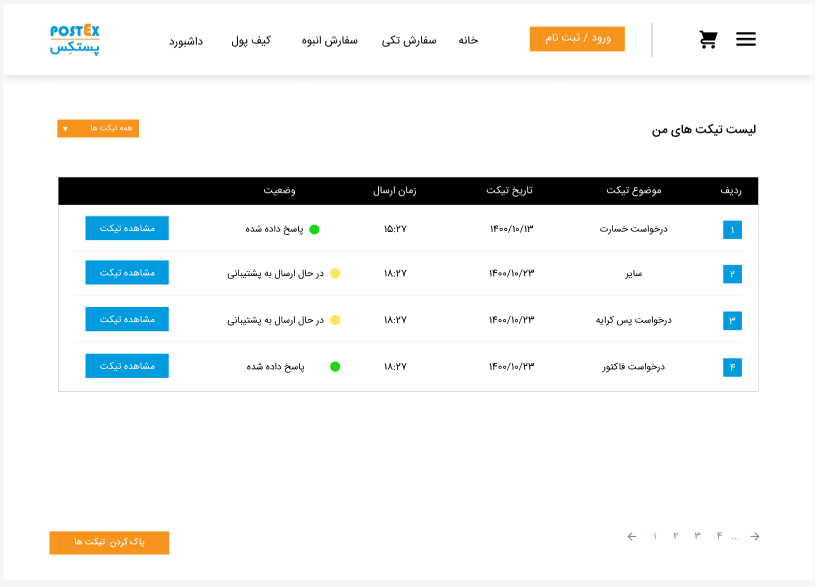 ورود / ثبت نام
خانه
سفارش تکی
سفارش انبوه
کیف پول
داشبورد
POSTEX
پستکِس
لیست تیکت های من
همه تیکت ها
ردیف موضوع تیکت تاریخ تیکت زمان ارسال وضعیت
۱ درخواست خسارت ۱۴۰۰/۱۰/۱۳ ۱۵:۲۷ پاسخ داده شده مشاهده تیکت
۲ سایر ۱۴۰۰/۱۰/۲۳ ۱۸:۲۷ در حال ارسال به پشتیبانی مشاهده تیکت
۳ درخواست پس کرایه ۱۴۰۰/۱۰/۲۳ ۱۸:۲۷ در حال ارسال به پشتیبانی مشاهده تیکت
۴ درخواست فاکتور ۱۴۰۰/۱۰/۲۳ ۱۸:۲۷ پاسخ داده شده مشاهده تیکت
← ۱ ۲ ۳ ۴ ... →
پاک کردن تیکت ها